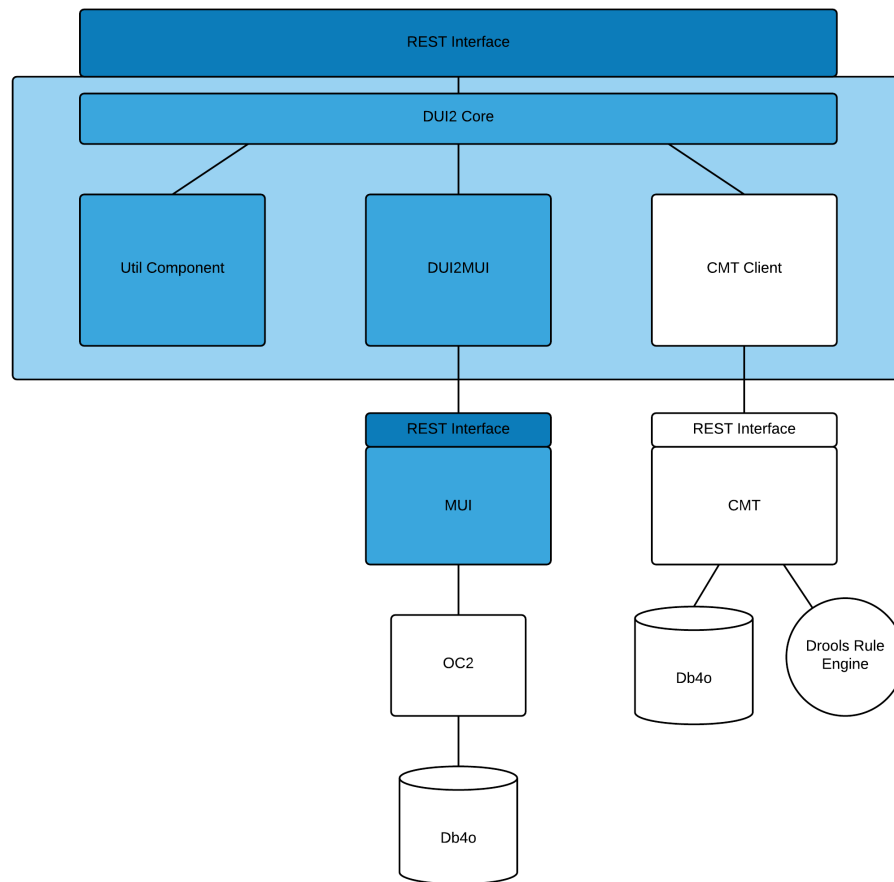 REST Interface
DUI2 Core
Util Component
DUI2MUI
CMT Client
REST Interface
REST Interface
MUI
CMT
OC2
Db4o
Drools Rule
Engine
Db4o